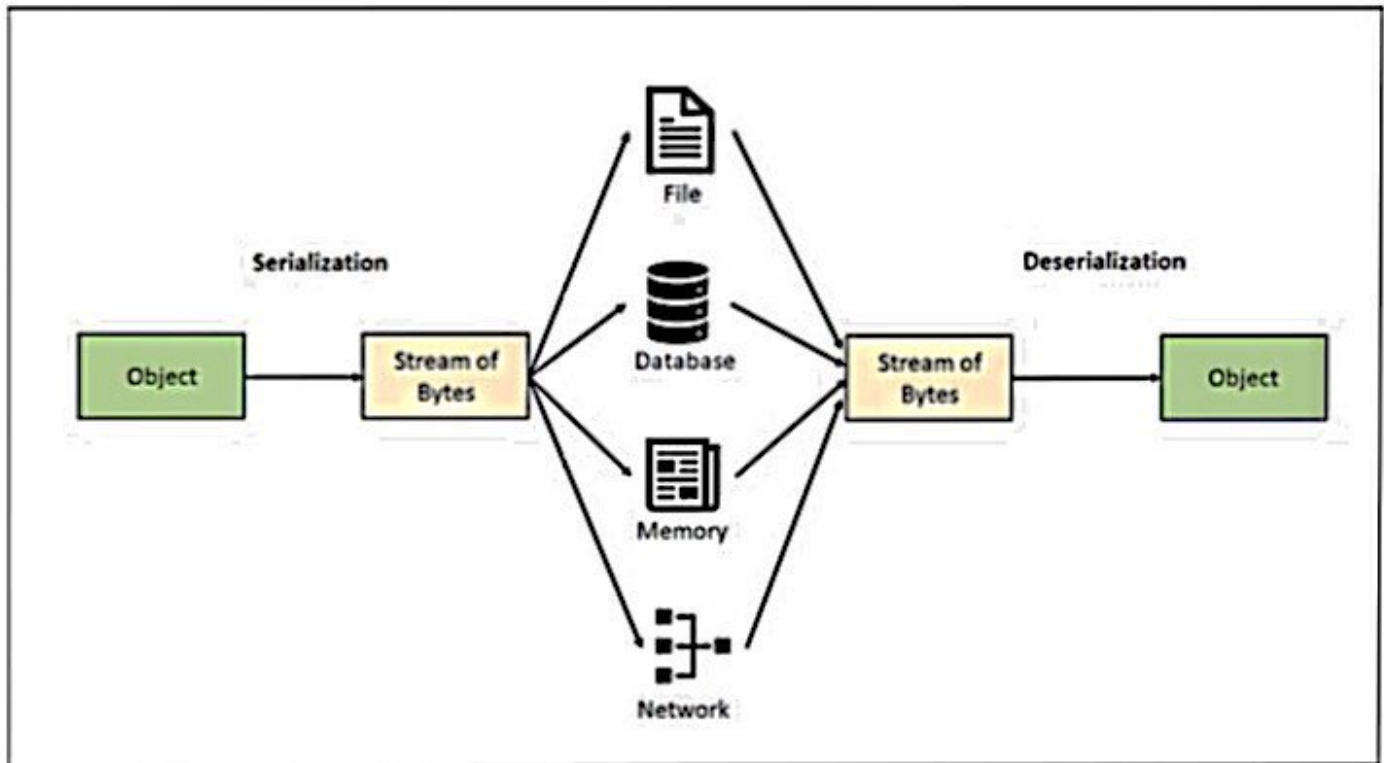 File
Serialization
Deserialization
Object
Stream of
Bytes
Database
Stream of
Bytes
Object
Memory
Network